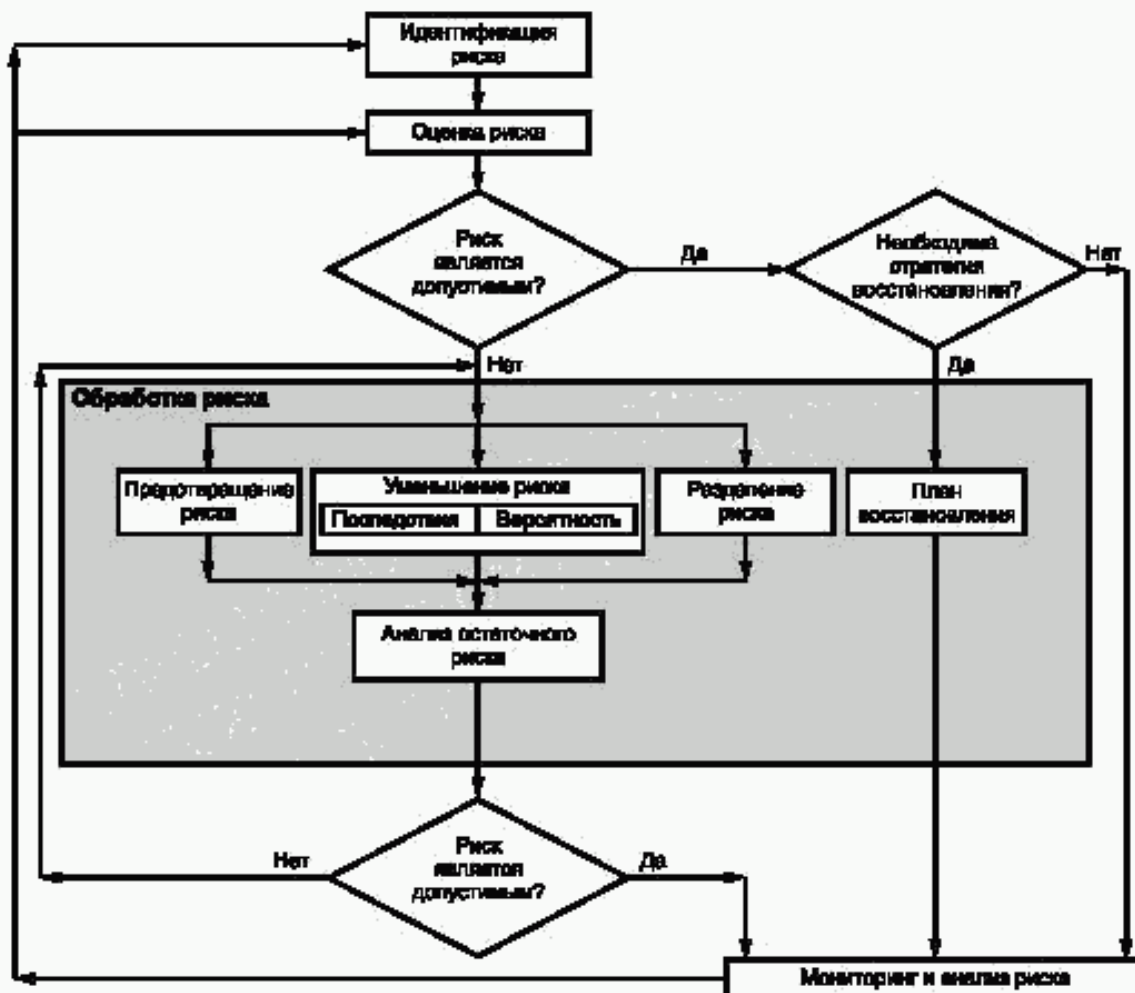 Идентификация
риска
Оценка риска
Риск
является
допустимым?
Да
Необходима
стратегия
восстановления?
Нет
Нет
Да
Обработка риска
Предотвращение
риска
Уменьшение риска
Последствия
Вероятность
Разделение
риска
План
восстановления
Анализ остаточного
риска
Нет
Риск
является
допустимым?
Да
Мониторинг и анализ риска